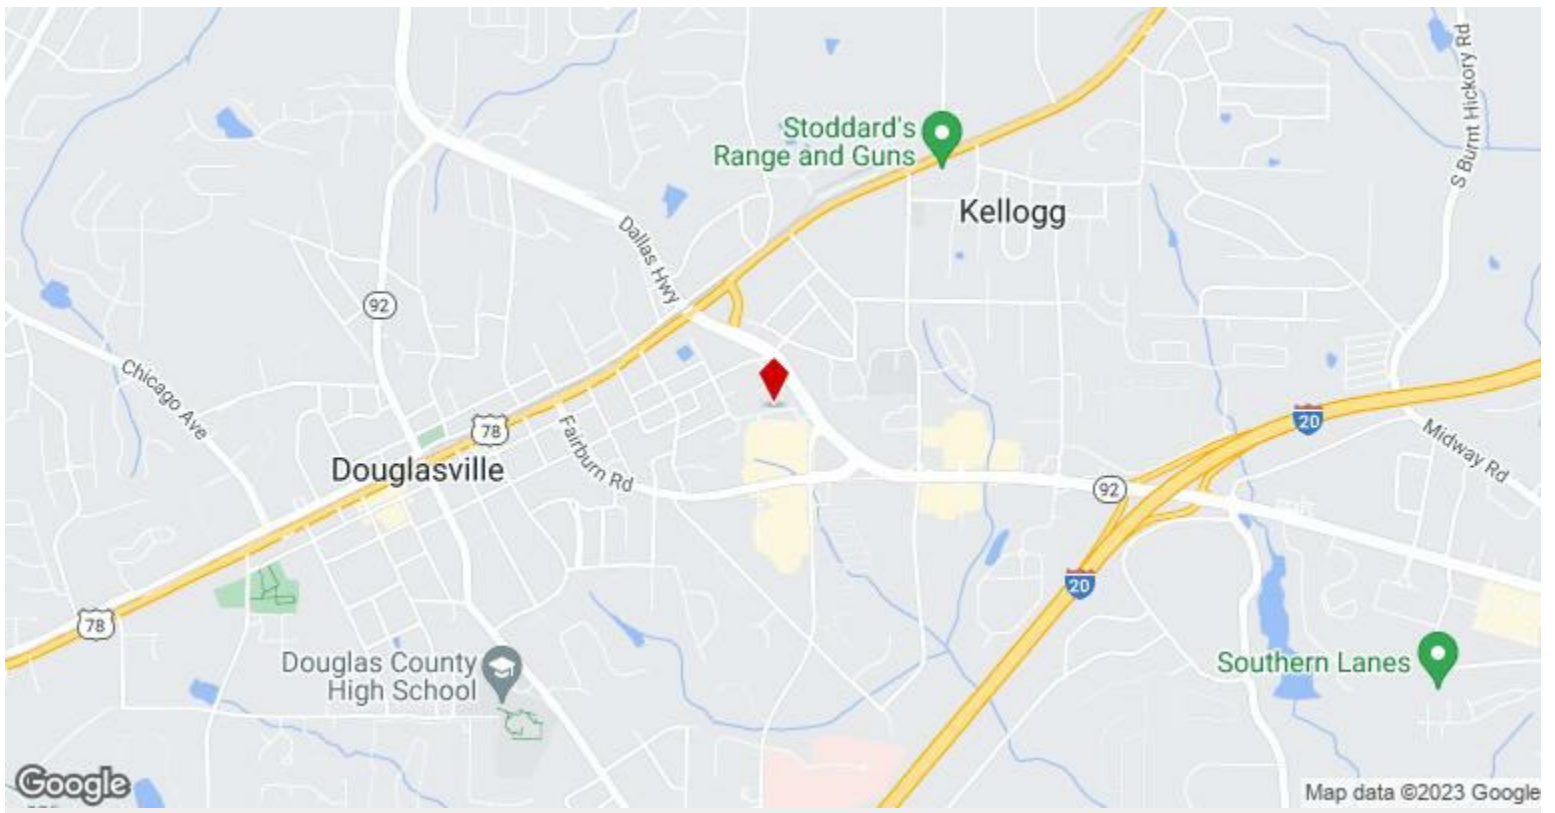 S Burnt Hickory Rd
Stoddard's
Range and Guns
Kellogg
Dallas Hwy
92
Chicago Ave
78
Fairburn Rd
20
Midway Rd
Douglasville
92
20
78
Douglas County
High School
Southern Lanes
Google
Map data ©2023 Google